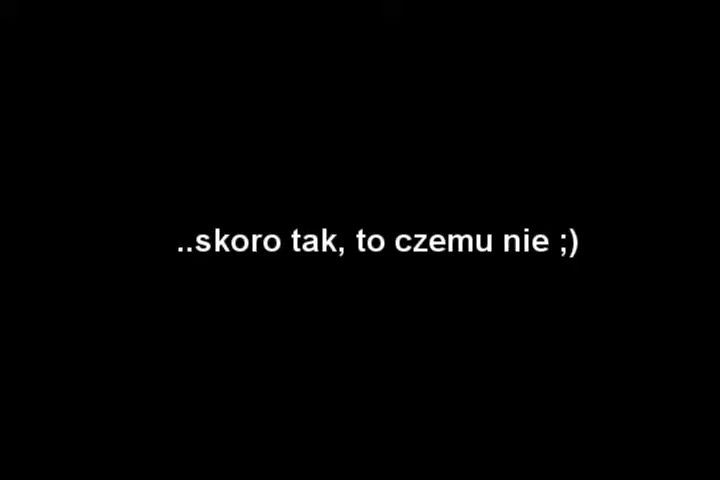 ..skoro tak, to czemu nie ;)